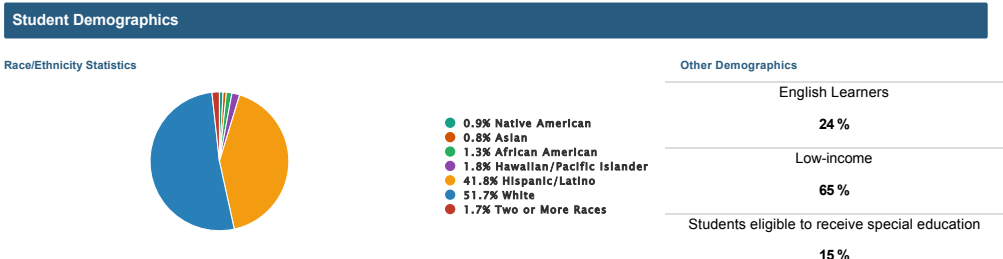 Student Demographics
Race/Ethnicity Statistics
0.9% Native American
0.8% Asian
1.3% African American
1.8% Hawaiian/Pacific Islander
41.8% Hispanic/Latino
51.7% White
1.7% Two or More Races
Other Demographics
English Learners
24 %
Low-income
65 %
Students eligible to receive special education
15 %